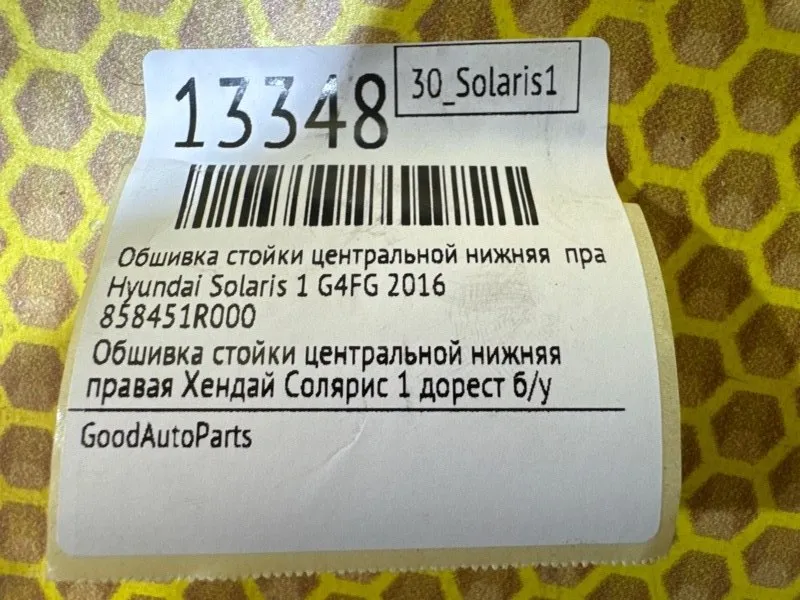 13348
30_Solaris1
Обшивка стойки центральной нижняя пра
Hyundai Solaris 1 G4FG 2016
858451R000
Обшивка стойки центральной нижняя
правая Хендай Солярис 1 дорест б/у
GoodAutoParts